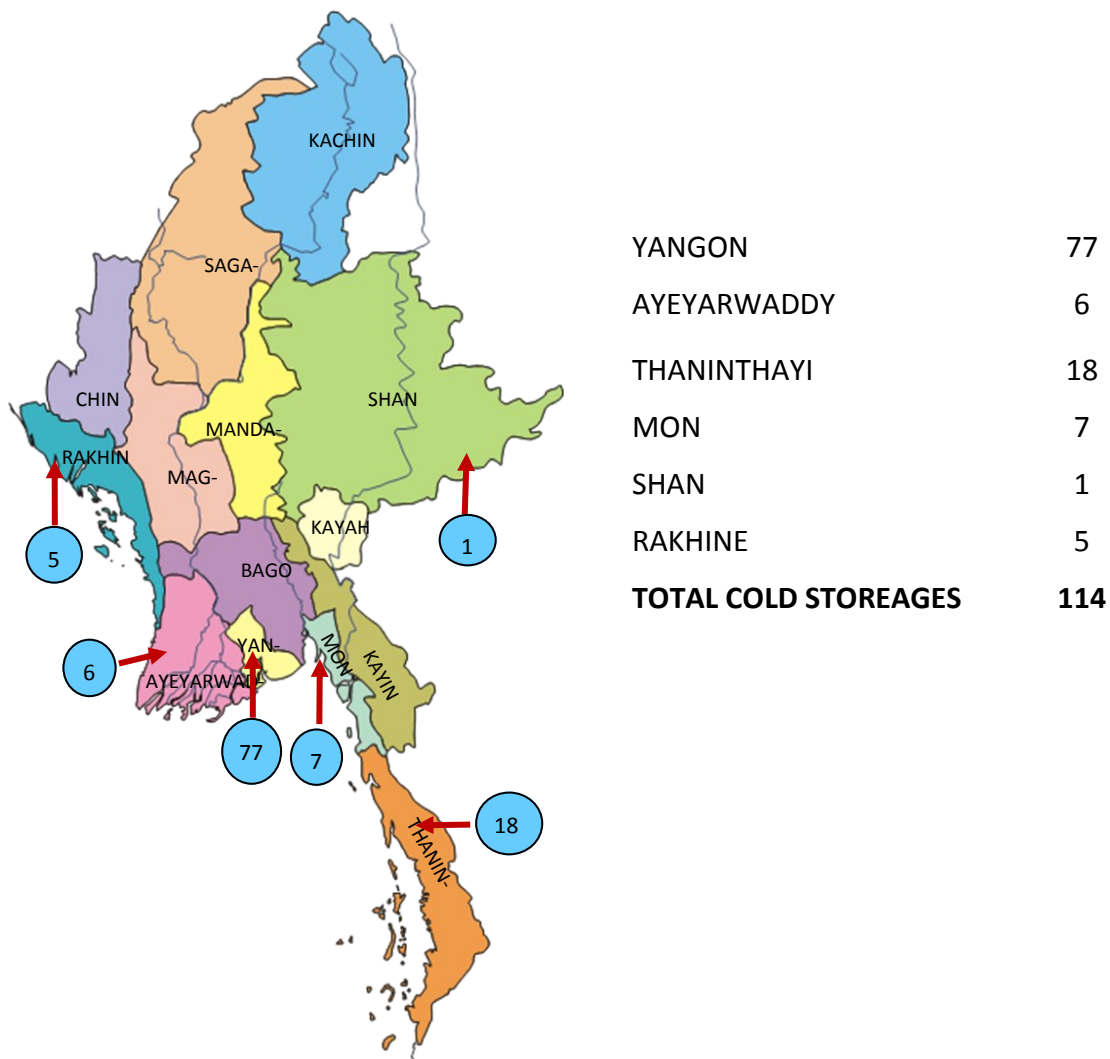 KACHIN
SAGA-
CHIN
SHAN
MANDA-
RAKHIN
MAG-
KAYAH
5
1
BAGO
YAN-
MON
KAYIN
6
AYEYARWAD-
77
7
18
THANIN-
YANGON 77
AYEYARWADDY 6
THANINTHAYI 18
MON 7
SHAN 1
RAKHINE 5
TOTAL COLD STOREAGES 114